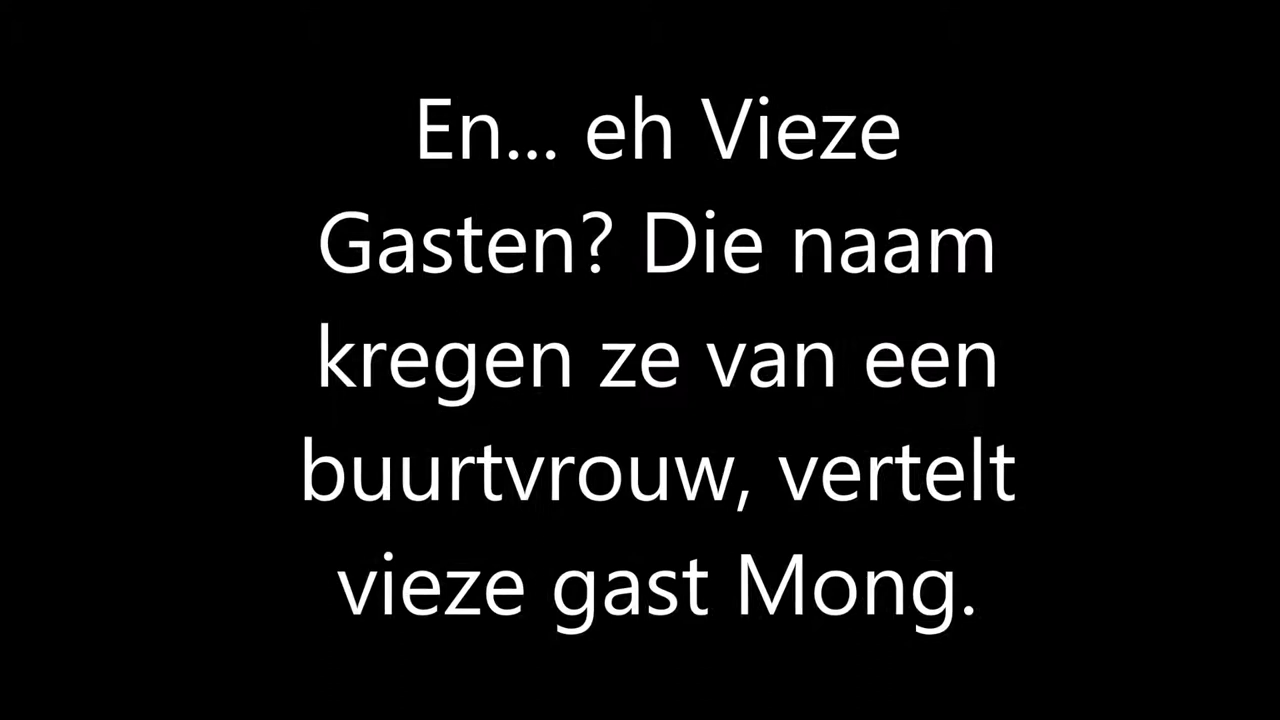 En... eh Vieze
Gasten? Die naam
kregen ze van een
buurtvrouw, vertelt
vieze gast Mong.